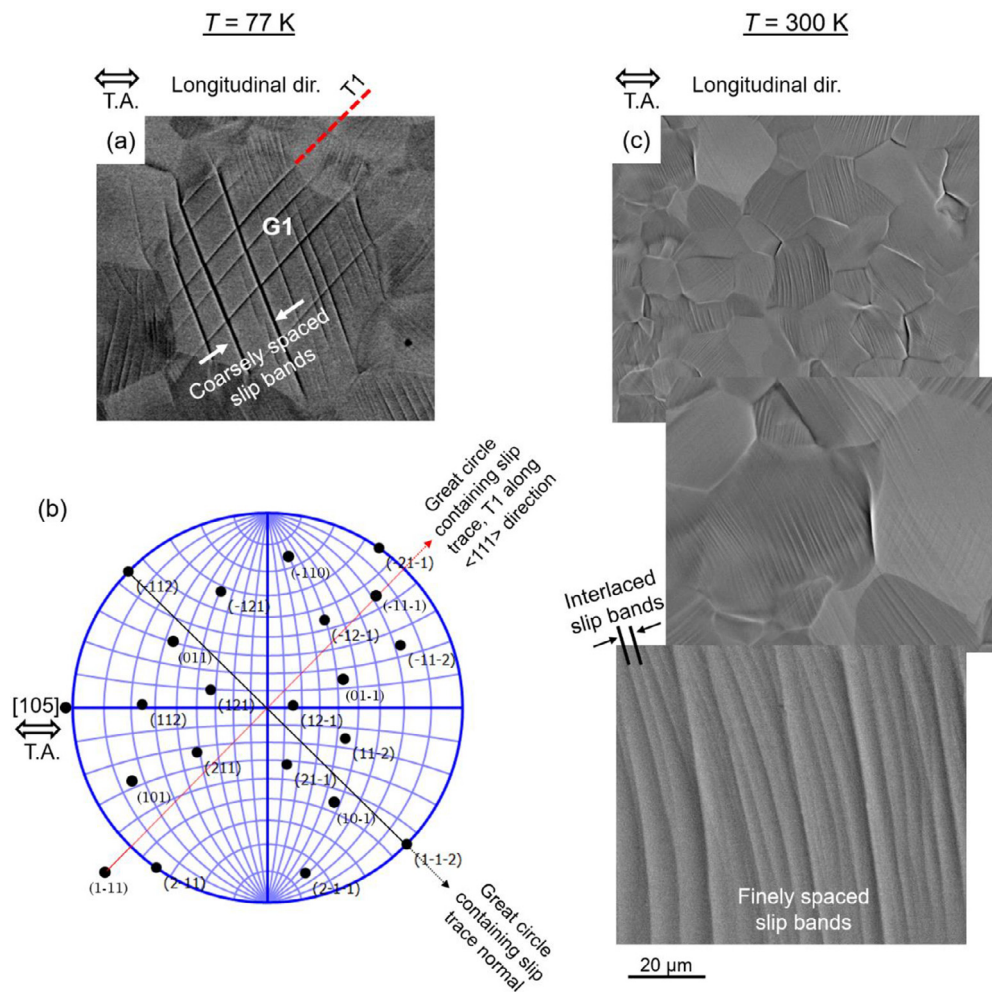 T = 77 K
T = 300 K
T.A.
Longitudinal dir.
T1
T.A.
Longitudinal dir.
(a)
G1
Coarsely spaced
slip bands
(c)
(b)
Great circle
containing slip
trace, T1 along
<111> direction
(-110)
(-21-1)
(-112)
(-121)
(-11-1)
(-12-1)
(011)
(-11-2)
(01-1)
[105]
T.A.
(112)
(121)
(12-1)
(211)
(11-2)
(101)
(21-1)
(10-1)
(1-11)
(2-11)
(2-1-1)
(1-1-2)
Great circle
containing slip
trace normal
Interlaced
slip bands
Finely spaced
slip bands
20 μm